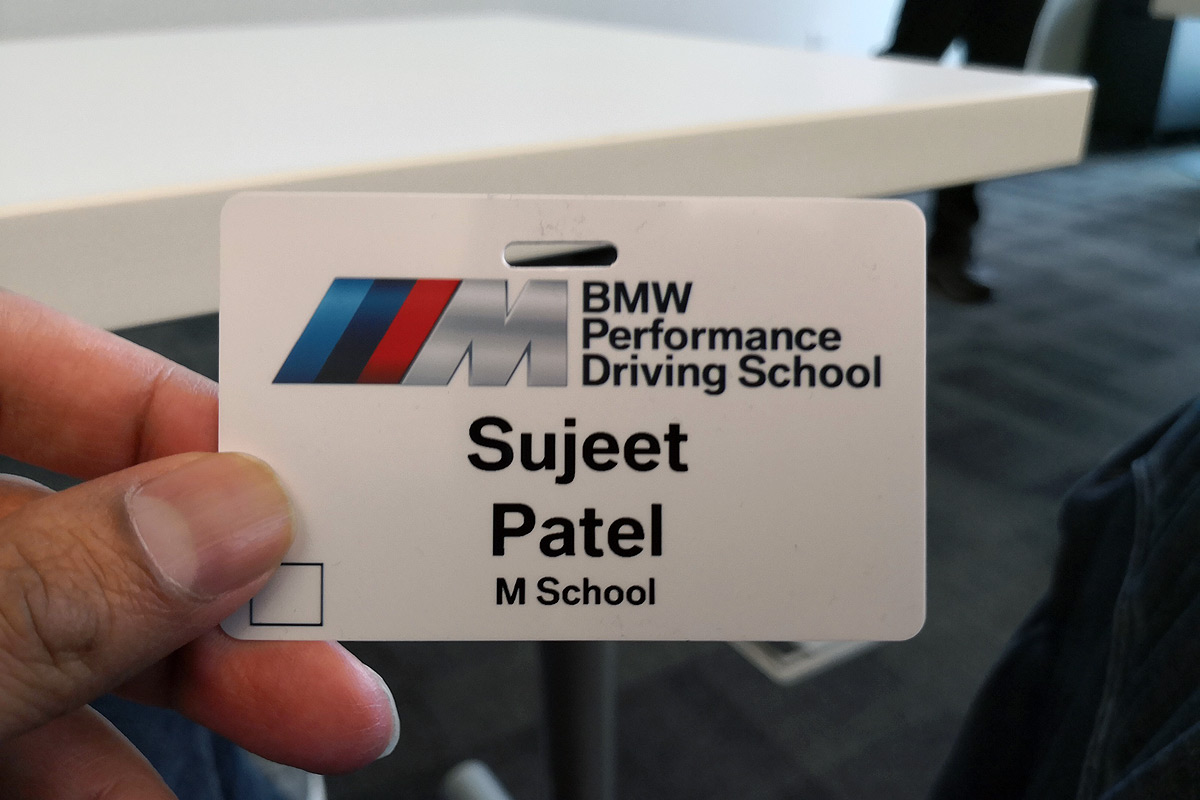 M BMW
Performance
Driving School
Sujeet
Patel
M School